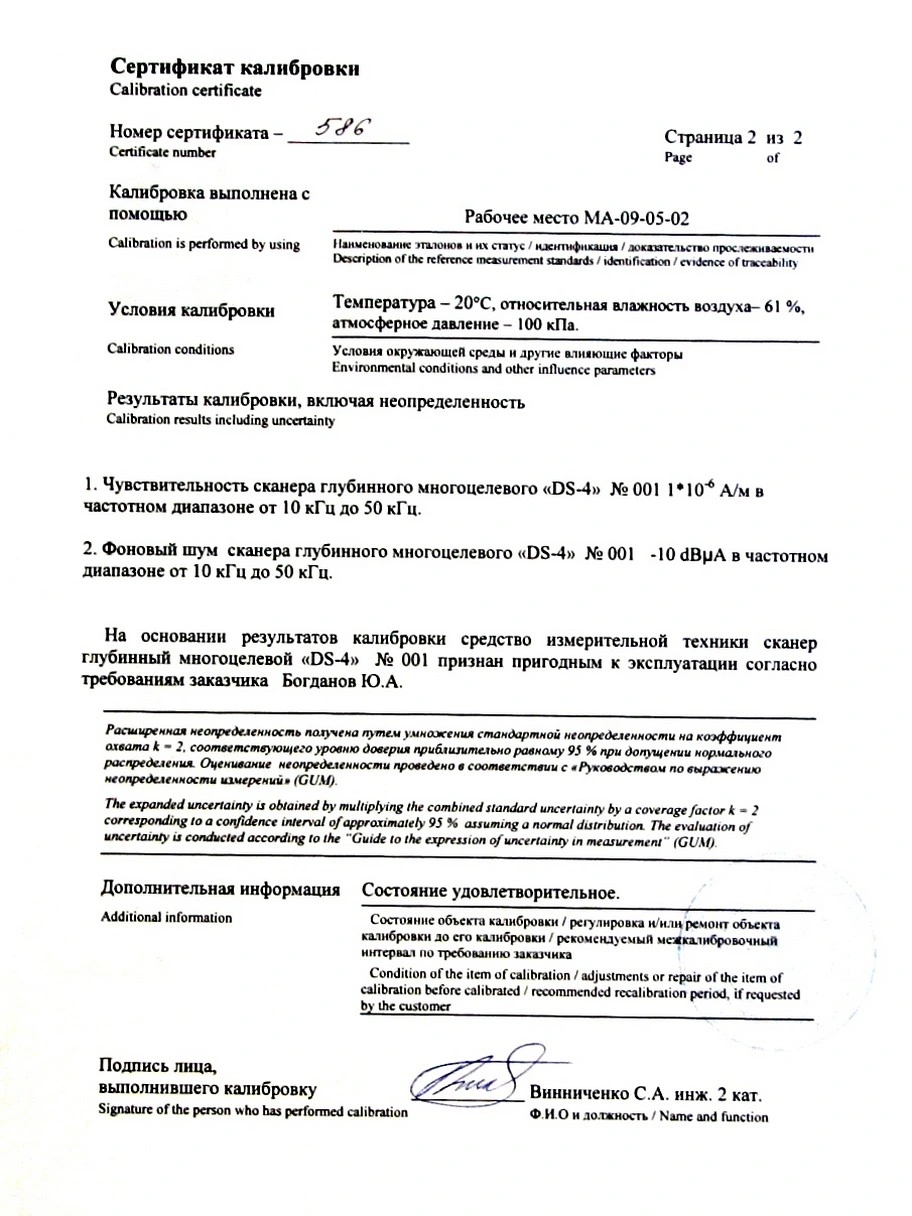 Сертификат калибровки
Calibration certificate
Номер сертификата – 586
Certificate number
Страница 2 из 2
Page of
Калибровка выполнена с
помощью
Рабочее место МА-09-05-02
Calibration is performed by using
Наименование эталонов и их статус / идентификация / доказательство прослеживаемости
Description of the reference measurement standards / identification / evidence of traceability
Условия калибровки
Температура – 20°С, относительная влажность воздуха– 61 %,
атмосферное давление – 100 кПа.
Calibration conditions
Условия окружающей среды и другие влияющие факторы
Environmental conditions and other influence parameters
Результаты калибровки, включая неопределенность
Calibration results including uncertainty
1. Чувствительность сканера глубинного многоцелевого «DS-4» № 001 1*10⁻⁶ А/м в
частотном диапазоне от 10 кГц до 50 кГц.
2. Фоновый шум сканера глубинного многоцелевого «DS-4» № 001 -10 dBμA в частотном
диапазоне от 10 кГц до 50 кГц.
На основании результатов калибровки средство измерительной техники сканер
глубинный многоцелевой «DS-4» № 001 признан пригодным к эксплуатации согласно
требованиям заказчика Богданов Ю.А.
Расширенная неопределенность получена путем умножения стандартной неопределенности на коэффициент
охвата k = 2, соответствующего уровню доверия приблизительно равному 95 % при допущении нормального
распределения. Оценивание неопределенности проведено в соответствии с «Руководством по выражению
неопределенности измерений» (GUM).
The expanded uncertainty is obtained by multiplying the combined standard uncertainty by a coverage factor k = 2
corresponding to a confidence interval of approximately 95 % assuming a normal distribution. The evaluation of
uncertainty is conducted according to the "Guide to the expression of uncertainty in measurement" (GUM).
Дополнительная информация
Состояние удовлетворительное.
Additional information
Состояние объекта калибровки / регулировка и/или ремонт объекта
калибровки до его калибровки / рекомендуемый межкалибровочный
интервал по требованию заказчика
Condition of the item of calibration / adjustments or repair of the item of
calibration before calibrated / recommended recalibration period, if requested
by the customer
Подпись лица,
выполнившего калибровку
Винниченко С.А. инж. 2 кат.
Signature of the person who has performed calibration
Ф.И.О и должность / Name and function